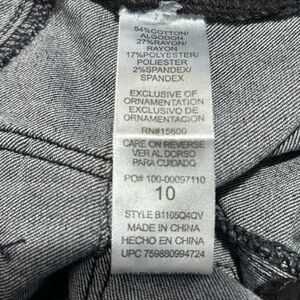 54% COTTON/
ALGODON
27% RAYON/
RAYON
17% POLYESTER/
POLIESTER
2% SPANDEX/
SPANDEX
EXCLUSIVE OF
ORNAMENTATION
EXCLUSIVO DE
ORNAMENTACION
RN#15600
CARE ON REVERSE
VER AL DORSO
PARA CUIDADO
PO# 100-00097110
10
STYLE B1105Q4QV
MADE IN CHINA
HECHO EN CHINA
UPC 759880994724